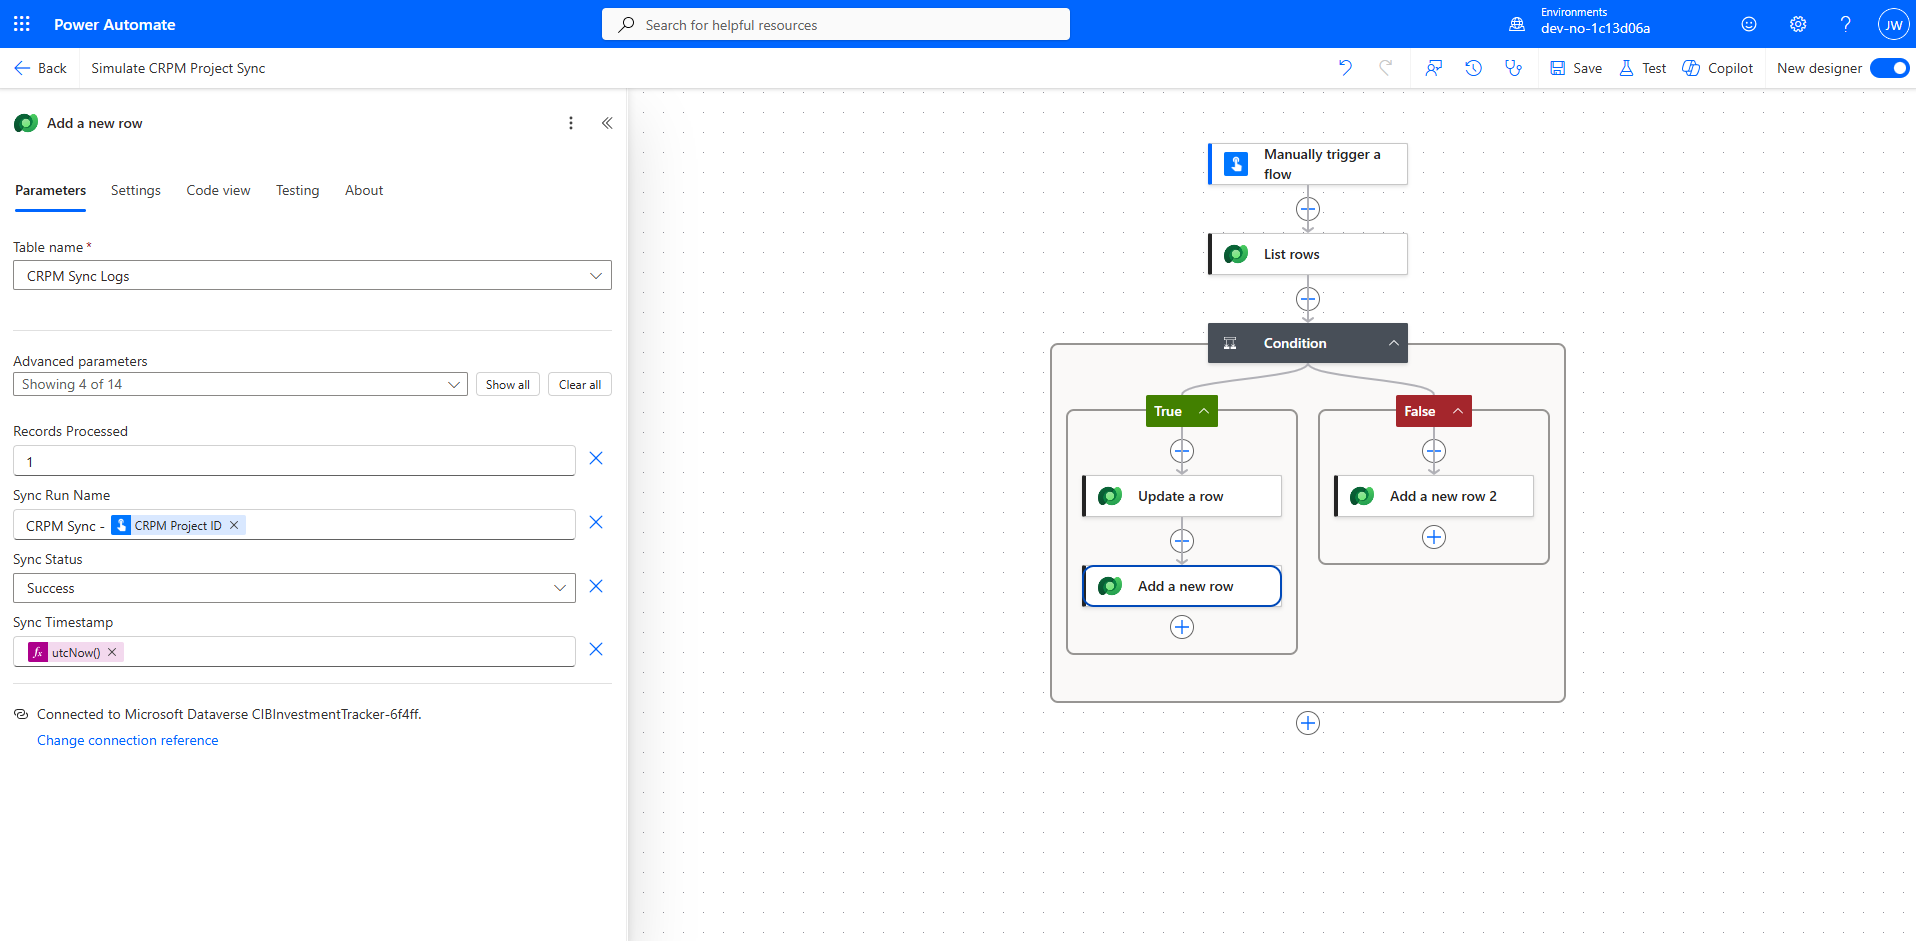 Power Automate
Search for helpful resources
Environments
dev-no-1c13d06a
JW
Back
Simulate CRPM Project Sync
Save
Test
Copilot
New designer
Add a new row
Parameters
Settings
Code view
Testing
About
Table name *
CRPM Sync Logs
Advanced parameters
Showing 4 of 14
Show all
Clear all
Records Processed
1
Sync Run Name
CRPM Sync - CRPM Project ID
Sync Status
Success
Sync Timestamp
fx utcNow()
Connected to Microsoft Dataverse CIBInvestmentTracker-6f4ff.
Change connection reference
Manually trigger a
flow
List rows
Condition
True
False
Update a row
Add a new row 2
Add a new row